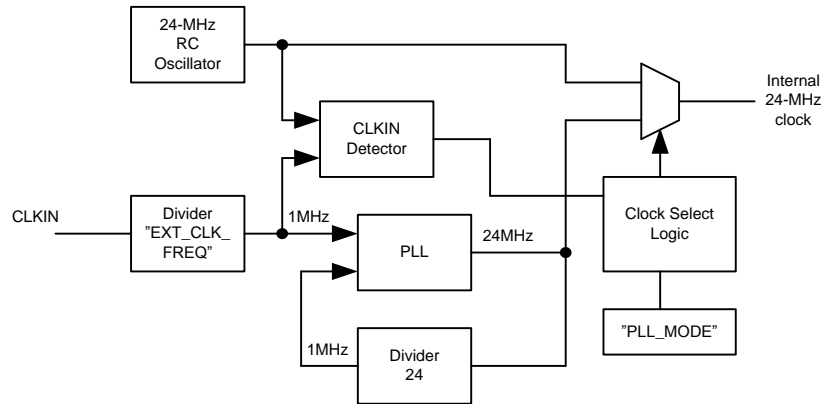 24-MHz
RC
Oscillator
Internal
24-MHz
clock
CLKIN
Detector
CLKIN
Divider
"EXT_CLK_
FREQ"
1MHz
PLL
24MHz
Clock Select
Logic
1MHz
Divider
24
"PLL_MODE"